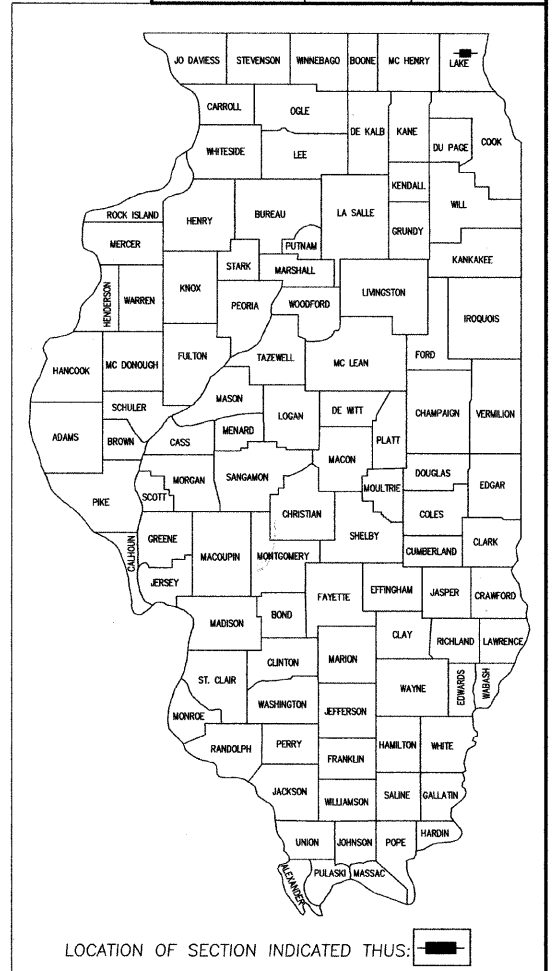 JO DAVIESS STEVENSON WINNEBAGO BOONE MC HENRY LAKE
CARROLL OGLE DE KALB KANE DU PAGE COOK
WHITESIDE LEE KENDALL WILL
ROCK ISLAND HENRY BUREAU LA SALLE GRUNDY
MERCER PUTNAM KANKAKEE
HENDERSON WARREN KNOX STARK MARSHALL LIVINGSTON IROQUOIS
PEORIA WOODFORD
HANCOOK MC DONOUGH FULTON TAZEWELL MC LEAN FORD
SCHULER MASON LOGAN DE WITT CHAMPAIGN VERMILION
ADAMS BROWN CASS MENARD MACON PLATT
PIKE SCOTT MORGAN SANGAMON MOULTRIE DOUGLAS EDGAR
CHRISTIAN COLES
CALHOUN GREENE MACOUPIN MONTGOMERY SHELBY CUMBERLAND CLARK
JERSEY FAYETTE EFFINGHAM JASPER CRAWFORD
MADISON BOND CLAY RICHLAND LAWRENCE
CLINTON MARION
ST. CLAIR WAYNE EDWARDS WABASH
WASHINGTON JEFFERSON
MONROE
RANDOLPH PERRY FRANKLIN HAMILTON WHITE
JACKSON WILLIAMSON SALINE GALLATIN
UNION JOHNSON POPE HARDIN
ALEXANDER PULASKI MASSAC
LOCATION OF SECTION INDICATED THUS: